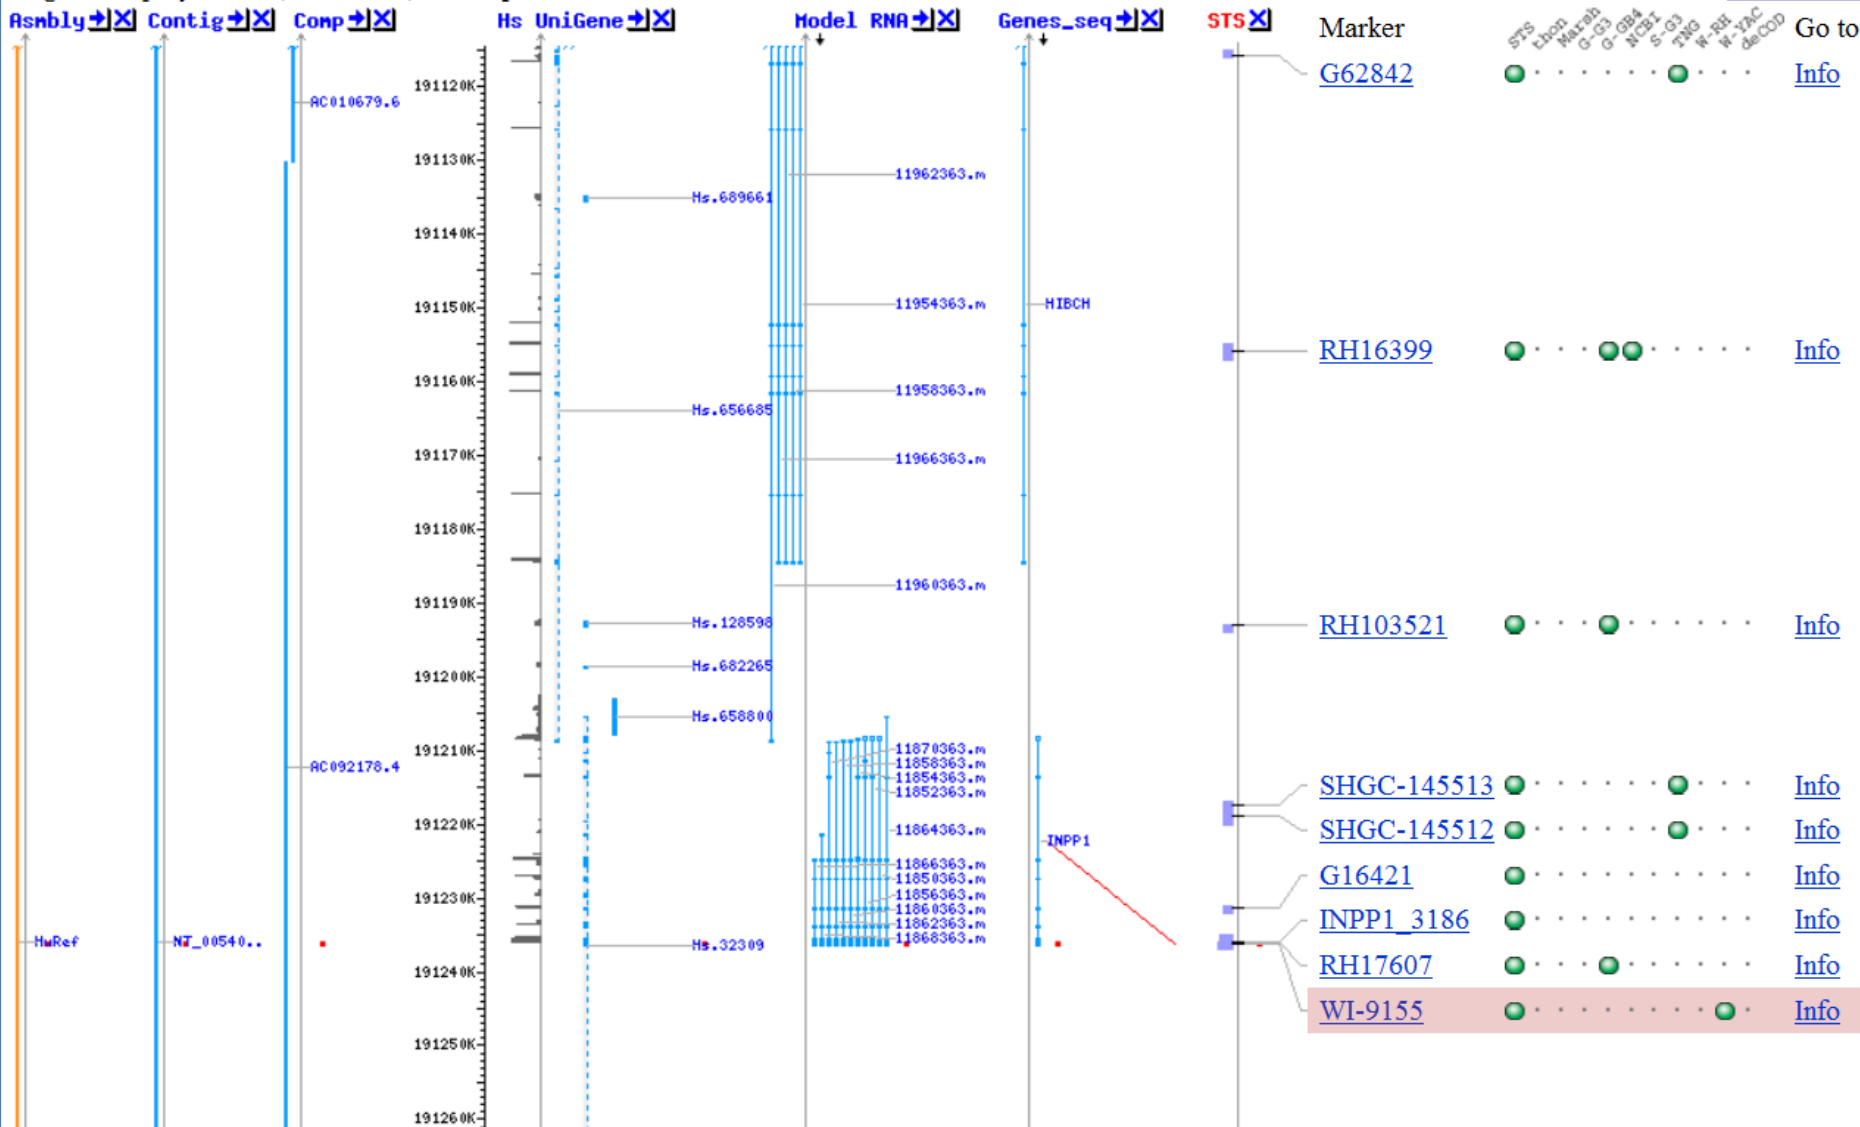 Asmbly Contig Comp Hs UniGene Model RNA Genes_seq STS Marker Go to
STS thon Marsh G-G3 G-GB4 NCBI S-G3 TNG W-RH W-YAC deCOD
G62842 Info
191120K
AC010679.6
191130K
11962363.m
Hs.689661
191140K
191150K
11954363.m
HIBCH
RH16399 Info
191160K
11958363.m
Hs.656685
191170K
11966363.m
191180K
11960363.m
191190K
Hs.128598
RH103521 Info
Hs.682265
191200K
Hs.658800
191210K
11870363.m
11858363.m
AC092178.4
11854363.m
SHGC-145513 Info
11852363.m
191220K
11864363.m
SHGC-145512 Info
INPP1
11866363.m
11850363.m
G16421 Info
191230K
11856363.m
11860363.m
11862363.m
INPP1_3186 Info
11868363.m
HuRef
NT_00540..
Hs.32309
RH17607 Info
191240K
WI-9155 Info
191250K
191260K